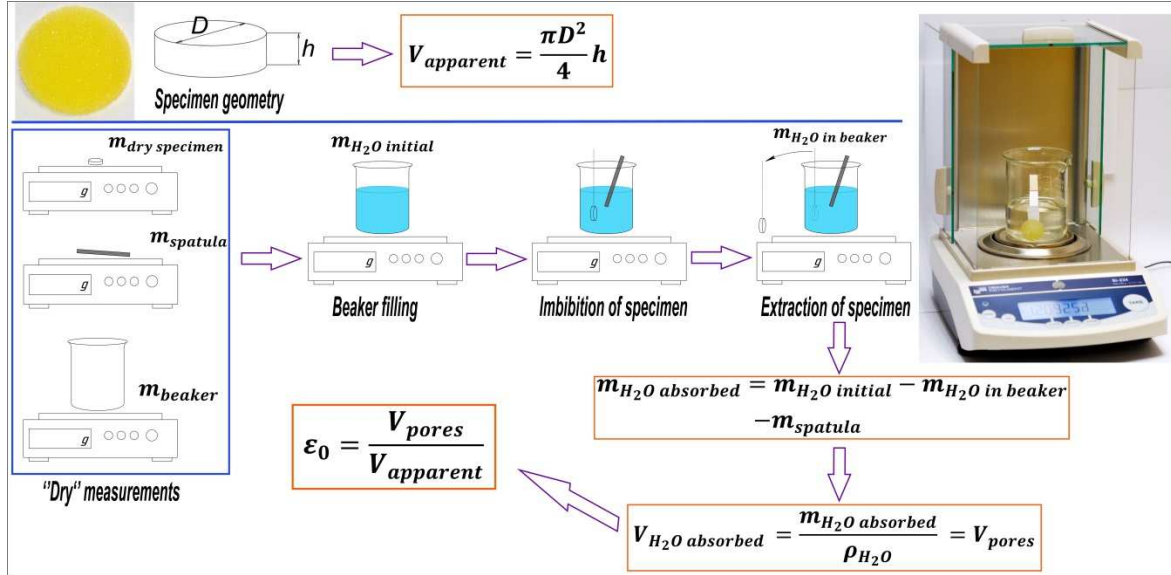 D
h
V_apparent = πD²/4 h
Specimen geometry
m_dry specimen
g
m_spatula
g
m_beaker
g
"Dry" measurements
m_H₂O initial
g
Beaker filling
g
Imbibition of specimen
m_H₂O in beaker
g
Extraction of specimen
m_H₂O absorbed = m_H₂O initial − m_H₂O in beaker
−m_spatula
V_H₂O absorbed = m_H₂O absorbed/ρ_H₂O = V_pores
ε₀ = V_pores/V_apparent